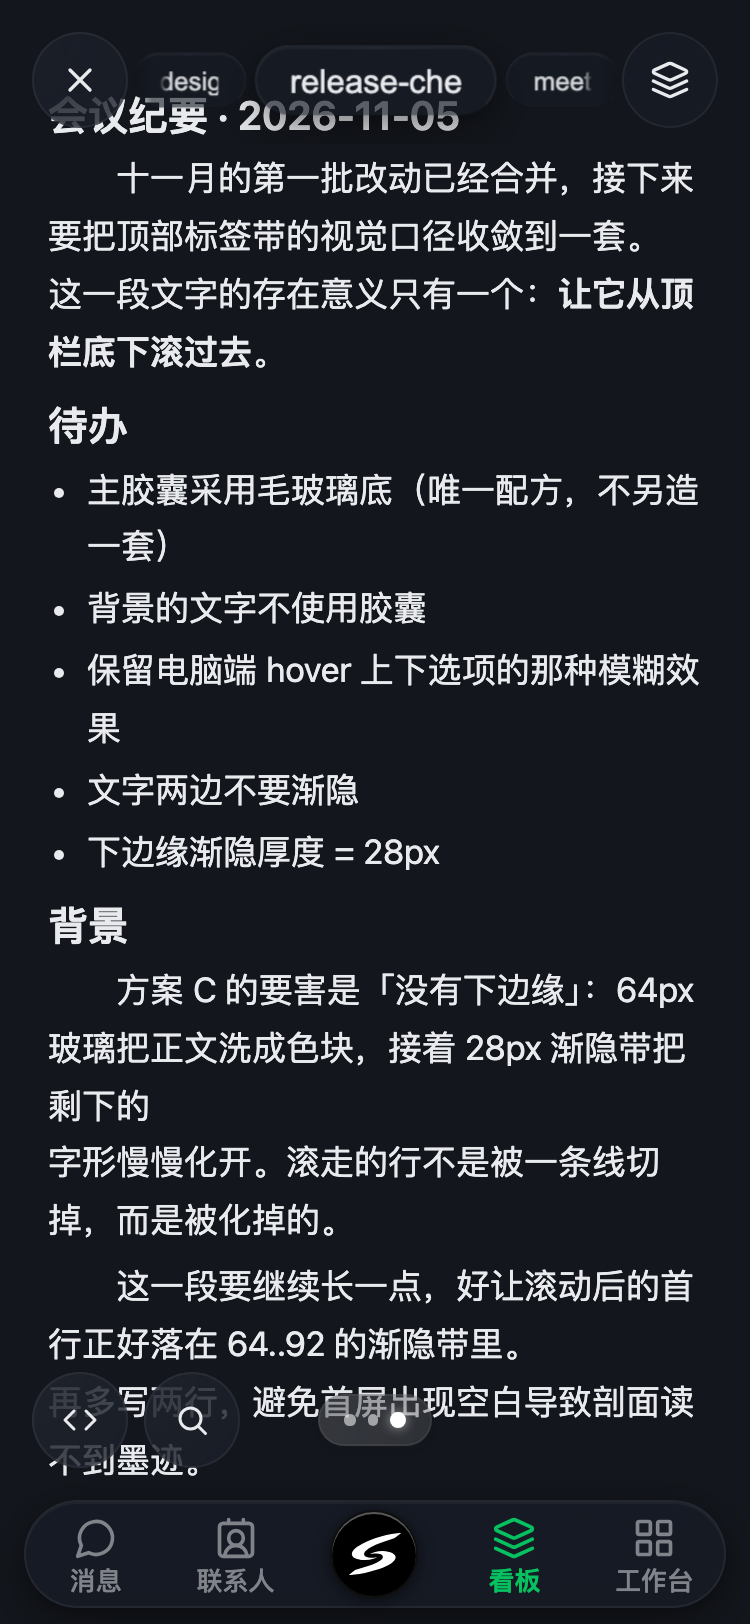 desig
release-che
meet
会议纪要 · 2026-11-05
十一月的第一批改动已经合并，接下来
要把顶部标签带的视觉口径收敛到一套。
这一段文字的存在意义只有一个：让它从顶
栏底下滚过去。
待办
• 主胶囊采用毛玻璃底（唯一配方，不另造
一套）
• 背景的文字不使用胶囊
• 保留电脑端 hover 上下选项的那种模糊效
果
• 文字两边不要渐隐
• 下边缘渐隐厚度 = 28px
背景
方案 C 的要害是「没有下边缘」：64px
玻璃把正文洗成色块，接着 28px 渐隐带把
剩下的
字形慢慢化开。滚走的行不是被一条线切
掉，而是被化掉的。
这一段要继续长一点，好让滚动后的首
行正好落在 64..92 的渐隐带里。
再多写两行，避免首屏出现空白导致剖面读
不到墨迹。
消息
联系人
看板
工作台